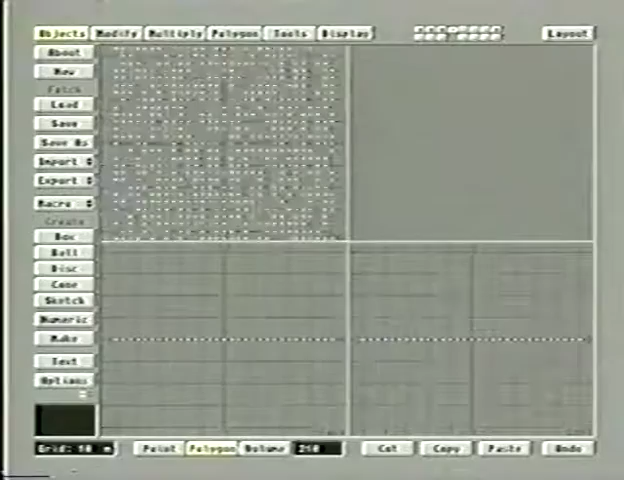 Objects Modify Multiply Polygon Tools Display Layout
About
New
Fetch
Load
Save
Save As
Import
Export
Macro
Create
Box
Ball
Disc
Cone
Sketch
Numeric
Make
Text
Options
Grid: 50 m Point Polygon Volume Cut Copy Paste Undo